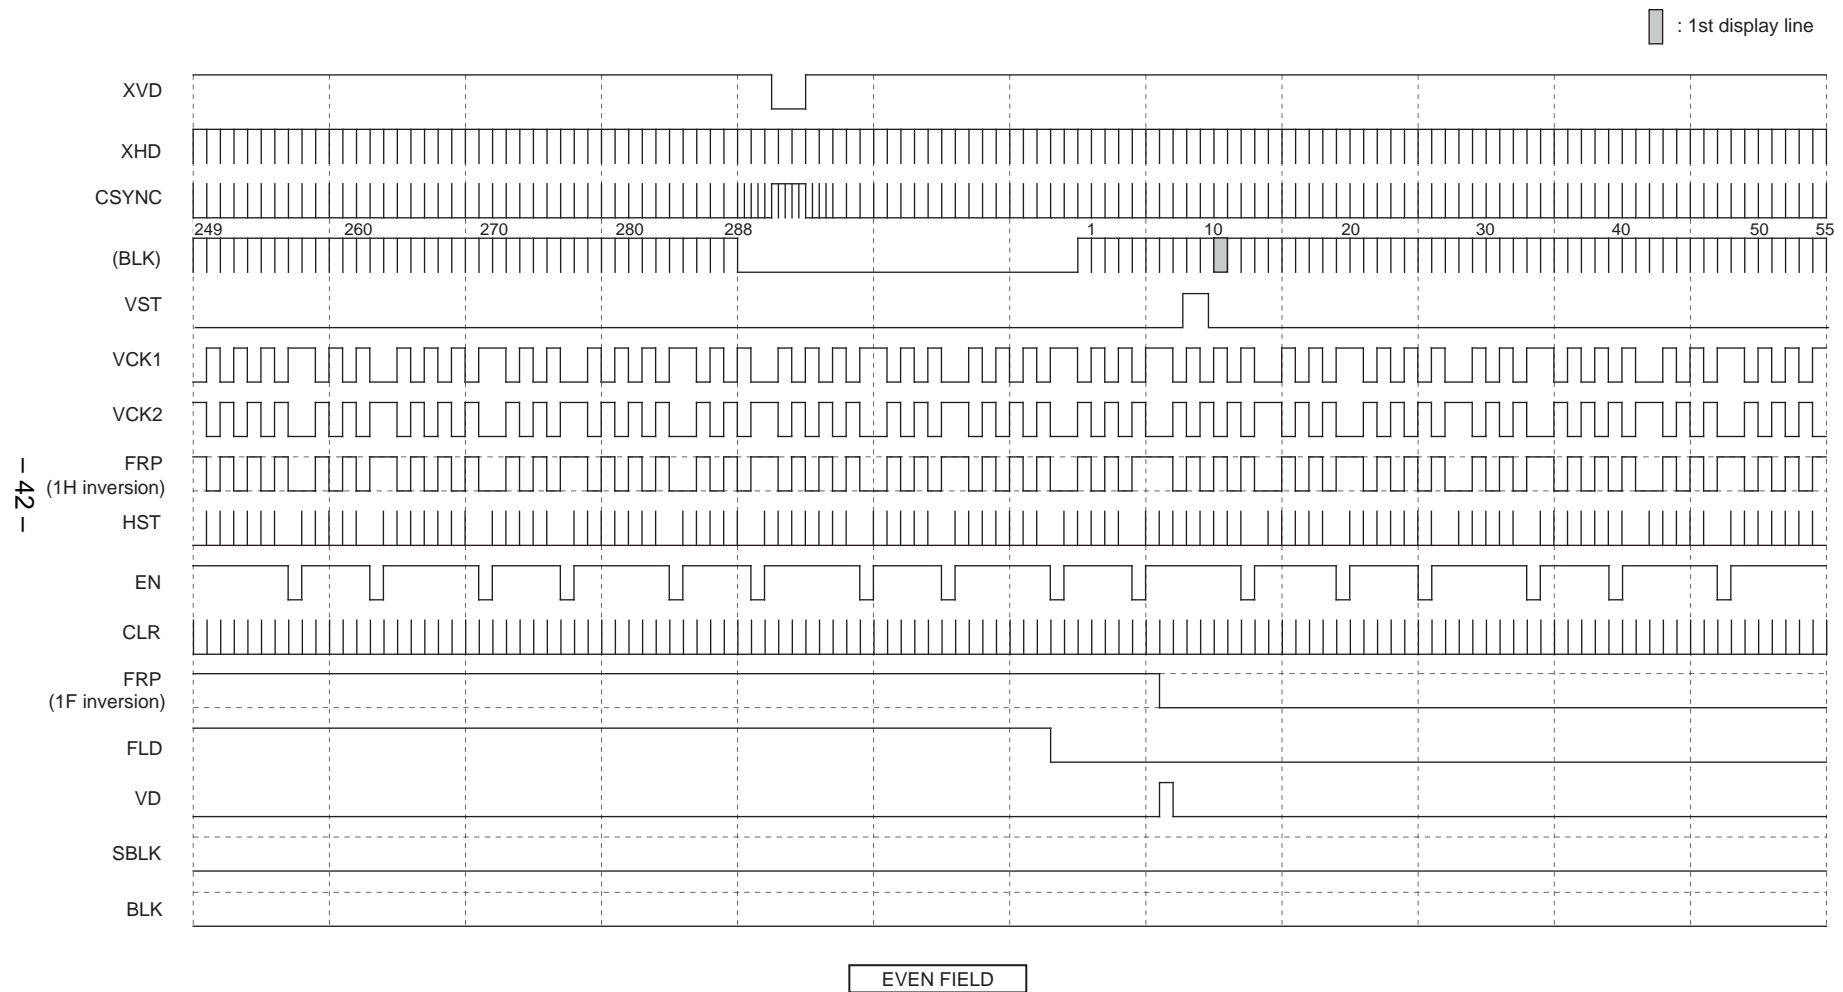 : 1st display line
XVD
XHD
CSYNC
249 260 270 280 288 1 10 20 30 40 50 55
(BLK)
VST
VCK1
VCK2
FRP
(1H inversion)
HST
EN
CLR
FRP
(1F inversion)
FLD
VD
SBLK
BLK
– 42 –
EVEN FIELD